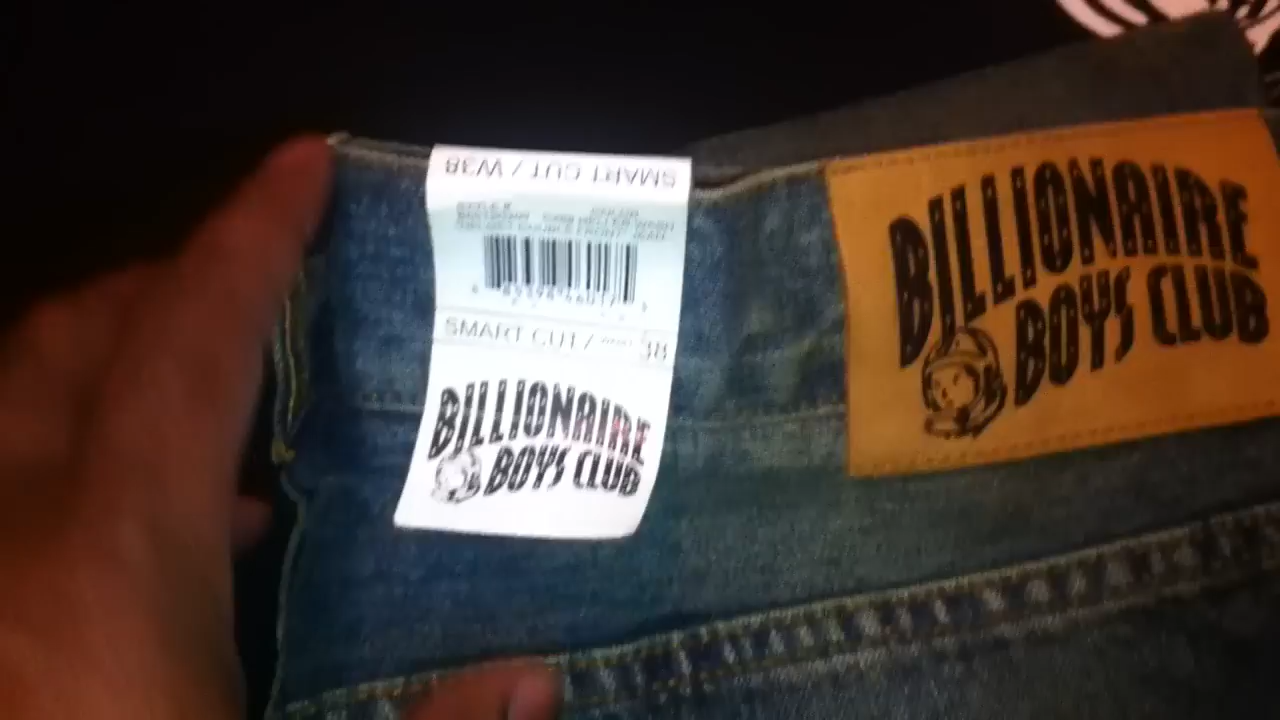 SMART CUT / W38
SMART CUT / 38
BILLIONAIRE
BOYS CLUB
BILLIONAIRE
BOYS CLUB